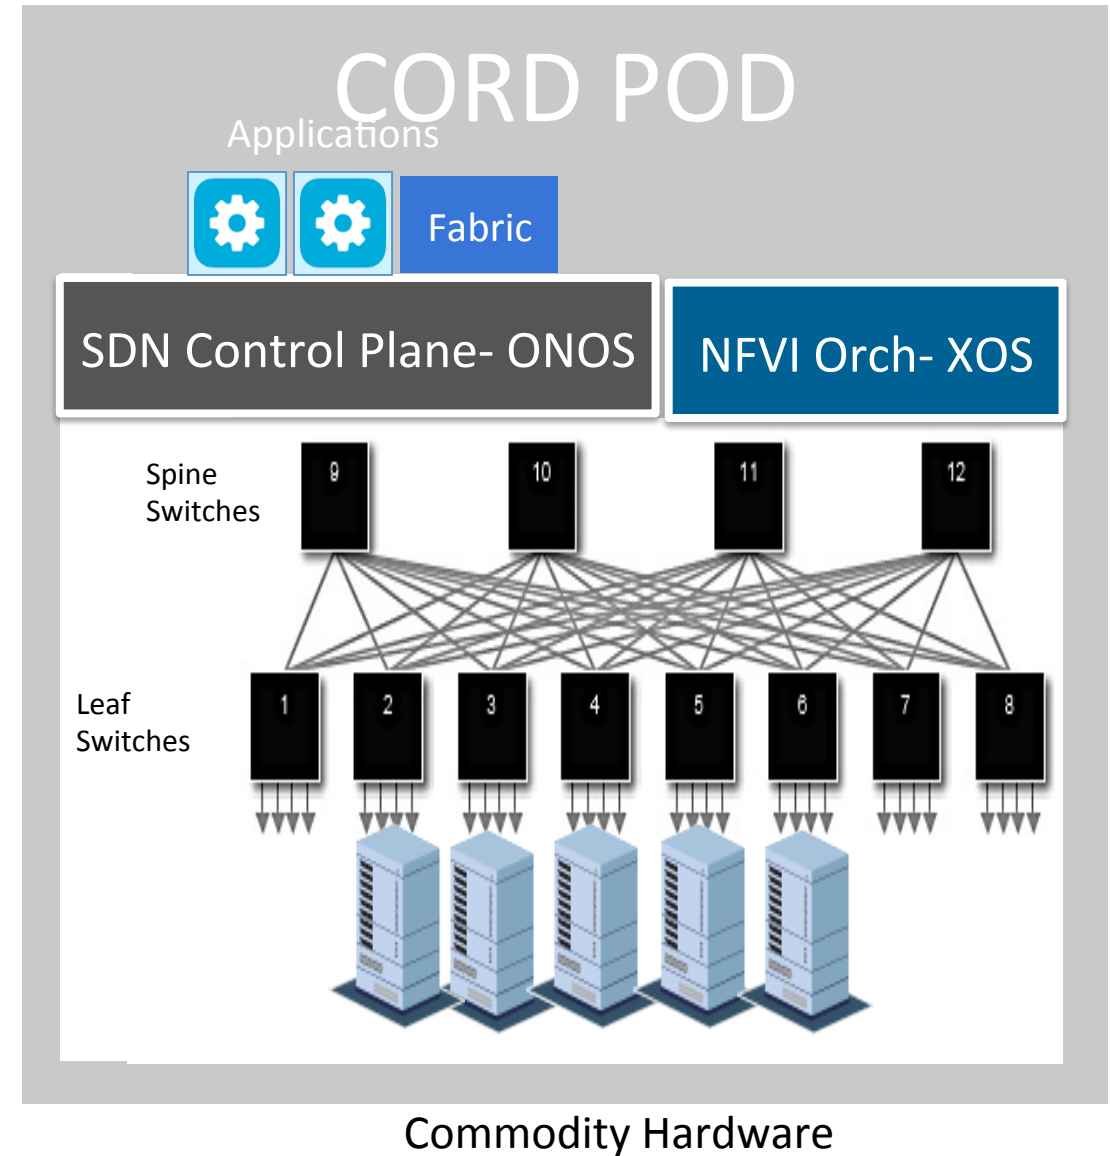 CORD POD
Applications
Fabric
SDN Control Plane- ONOS
NFVI Orch- XOS
Spine
Switches
9
10
11
12
Leaf
Switches
1
2
3
4
5
6
7
8
Commodity Hardware